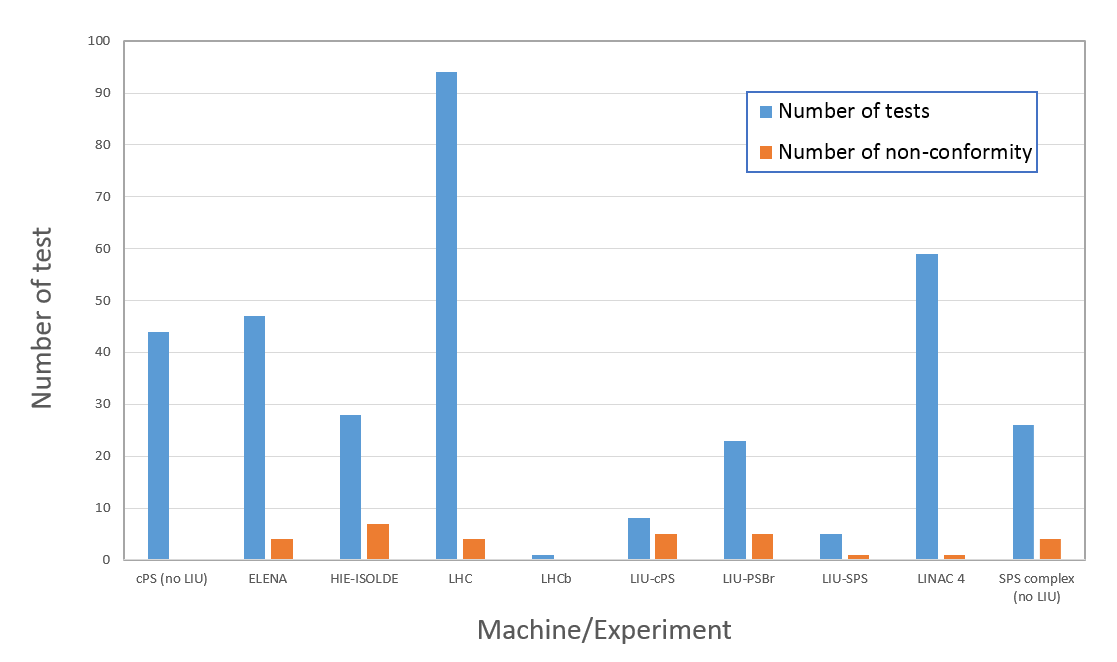 100
90
80
70
60
50
40
30
20
10
0
Number of test
Number of tests
Number of non-conformity
cPS (no LIU) ELENA HIE-ISOLDE LHC LHCb LIU-cPS LIU-PSBr LIU-SPS LINAC 4 SPS complex
(no LIU)
Machine/Experiment